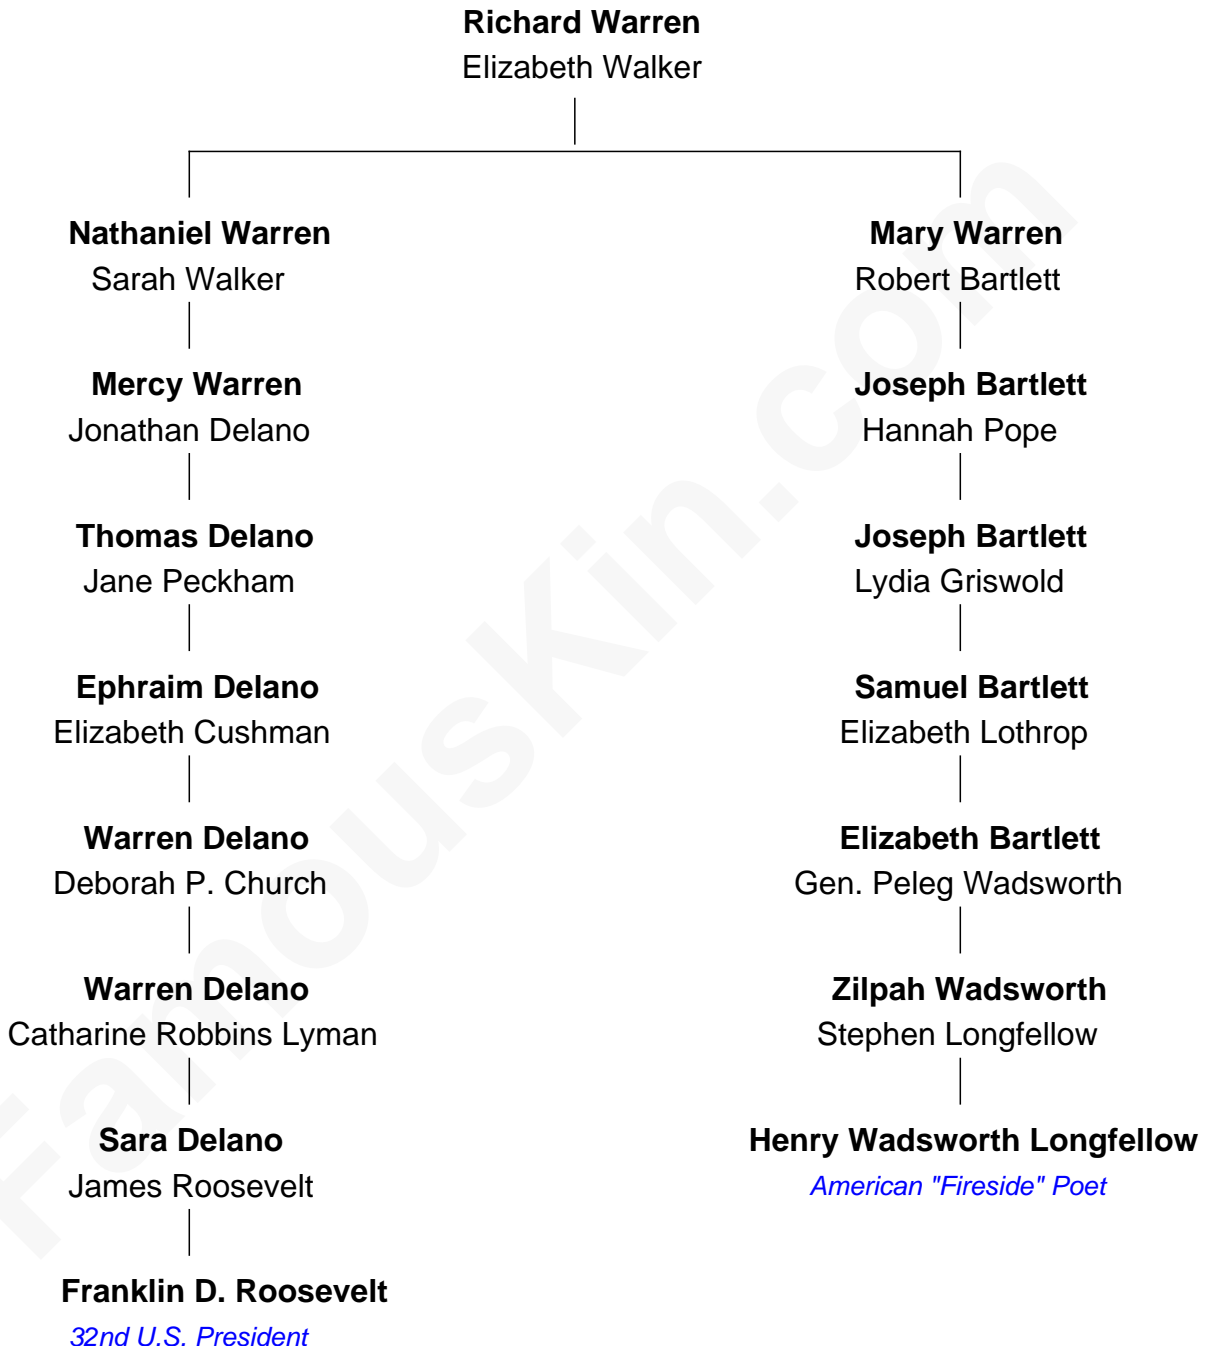 Richard Warren
Elizabeth Walker
Nathaniel Warren
Sarah Walker
Mercy Warren
Jonathan Delano
Thomas Delano
Jane Peckham
Ephraim Delano
Elizabeth Cushman
Warren Delano
Deborah P. Church
Warren Delano
Catharine Robbins Lyman
Sara Delano
James Roosevelt
Franklin D. Roosevelt
32nd U.S. President
Mary Warren
Robert Bartlett
Joseph Bartlett
Hannah Pope
Joseph Bartlett
Lydia Griswold
Samuel Bartlett
Elizabeth Lothrop
Elizabeth Bartlett
Gen. Peleg Wadsworth
Zilpah Wadsworth
Stephen Longfellow
Henry Wadsworth Longfellow
American "Fireside" Poet
FamousKin.com